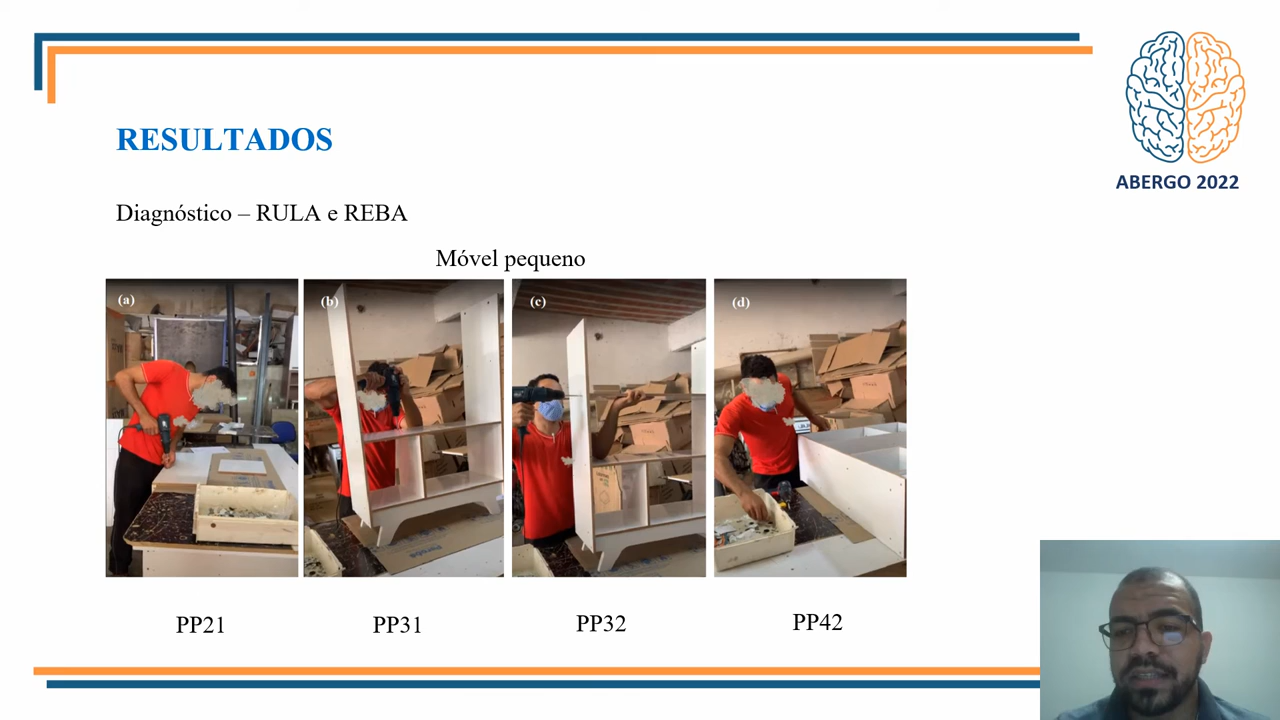 ABERGO 2022
RESULTADOS
Diagnóstico – RULA e REBA
Móvel pequeno
(a)
(b)
(c)
(d)
PP21
PP31
PP32
PP42